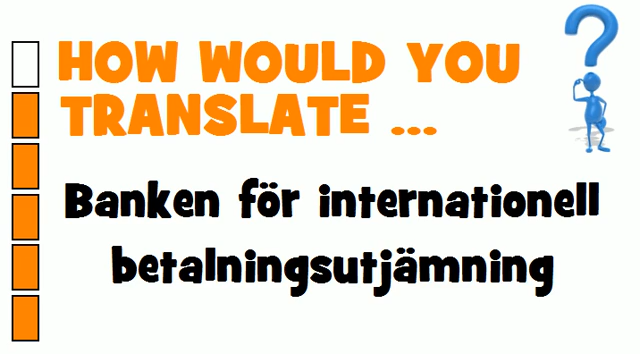 HOW WOULD YOU
TRANSLATE ...
Banken för internationell
betalningsutjämning